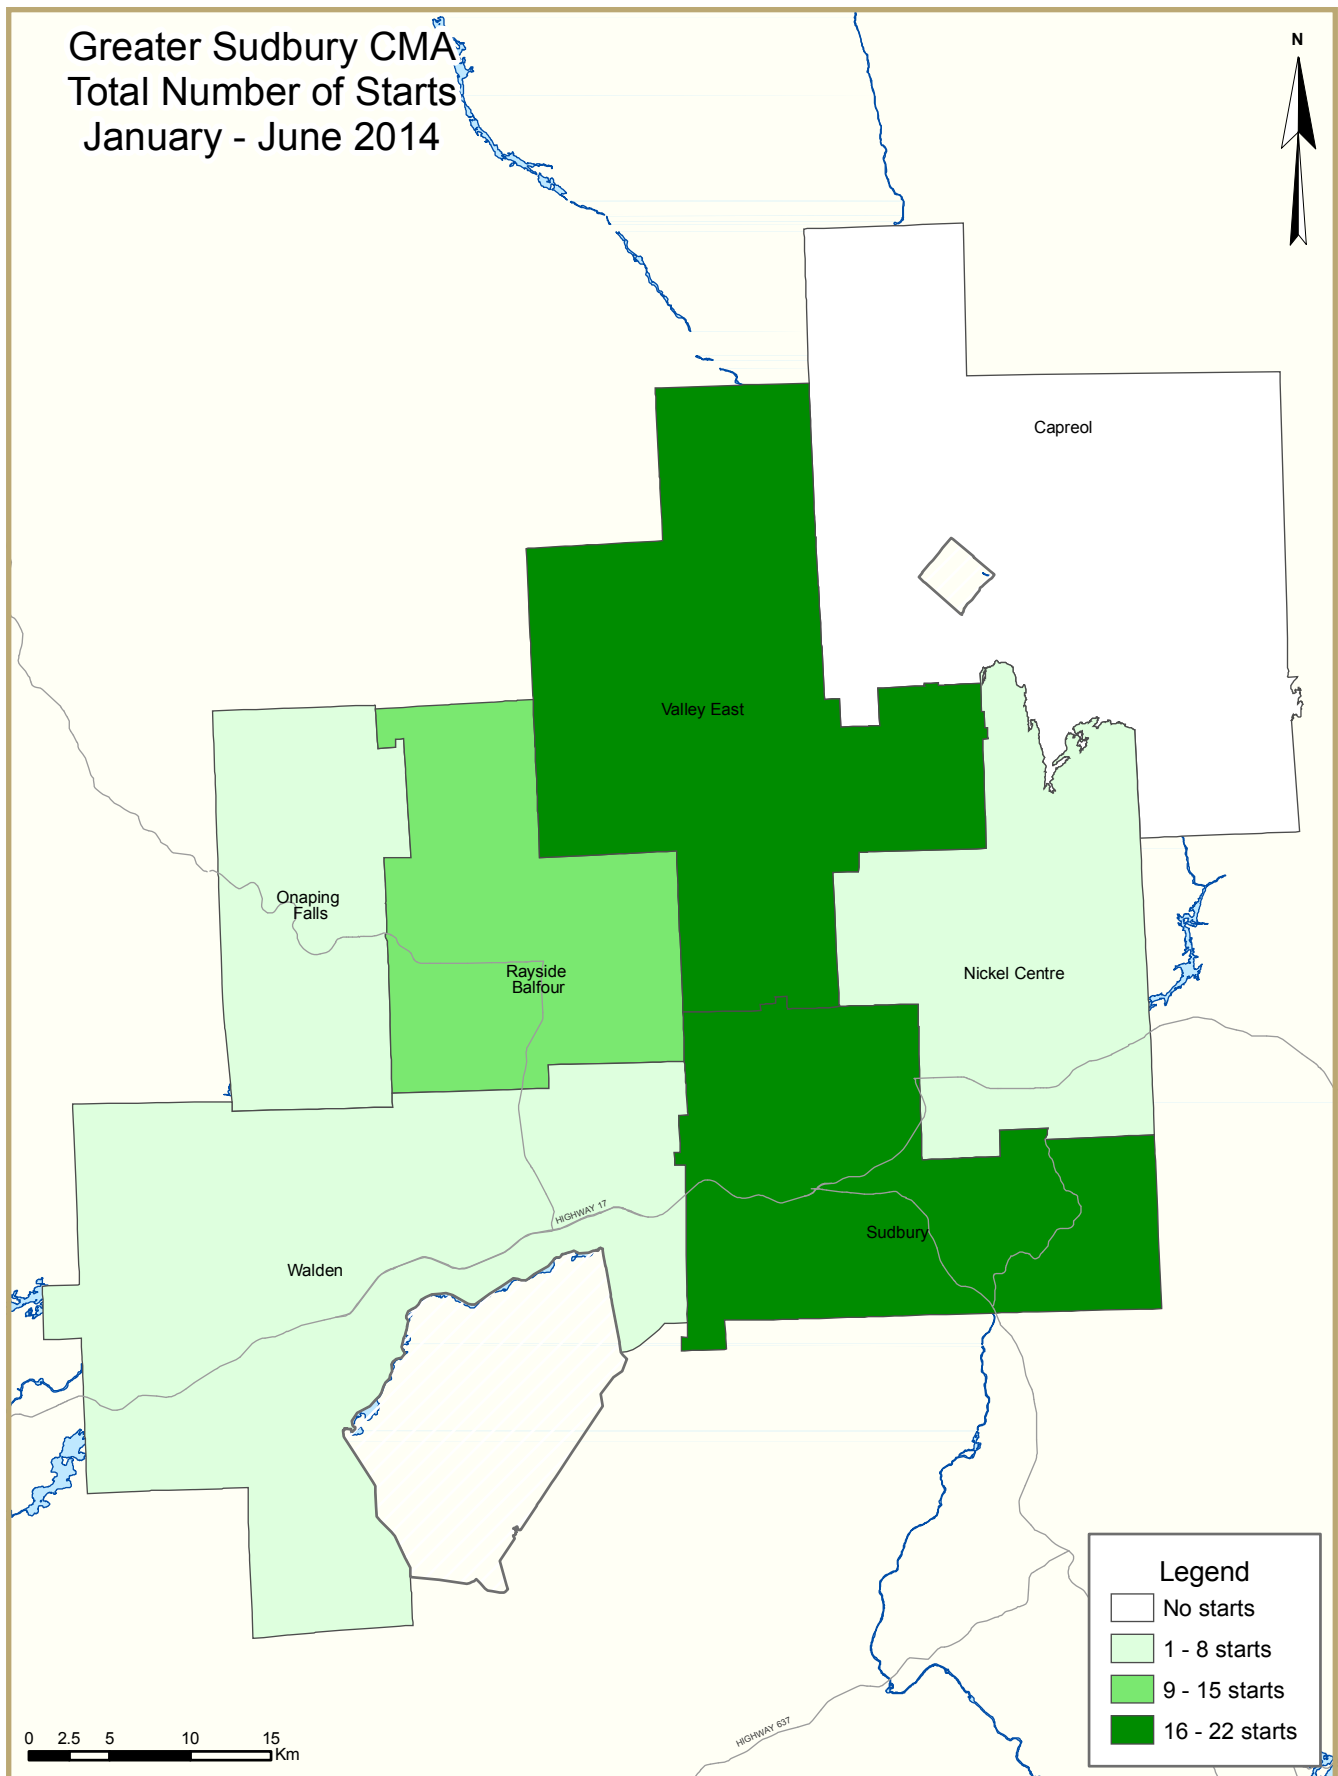 Greater Sudbury CMA
Total Number of Starts
January - June 2014
N
Capreol
Valley East
Onaping
Falls
Rayside
Balfour
Nickel Centre
HIGHWAY 17
Sudbury
Walden
Legend
No starts
1 - 8 starts
9 - 15 starts
16 - 22 starts
HIGHWAY 637
0 2.5 5 10 15
Km